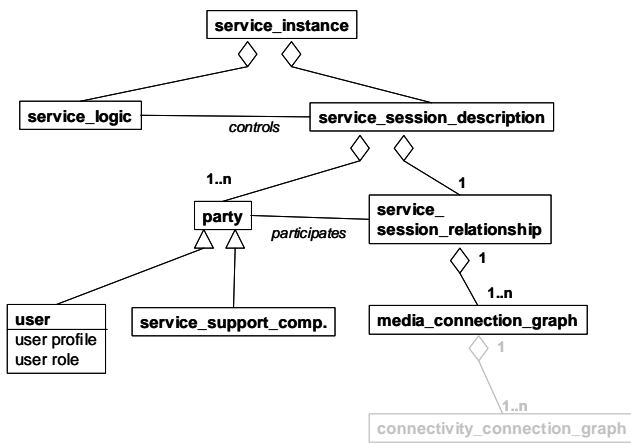 service_instance
service_logic
controls
service_session_description
1..n
1
party
participates
service_
session_relationship
1
1..n
user
user profile
user role
service_support_comp.
media_connection_graph
1
1..n
connectivity_connection_graph